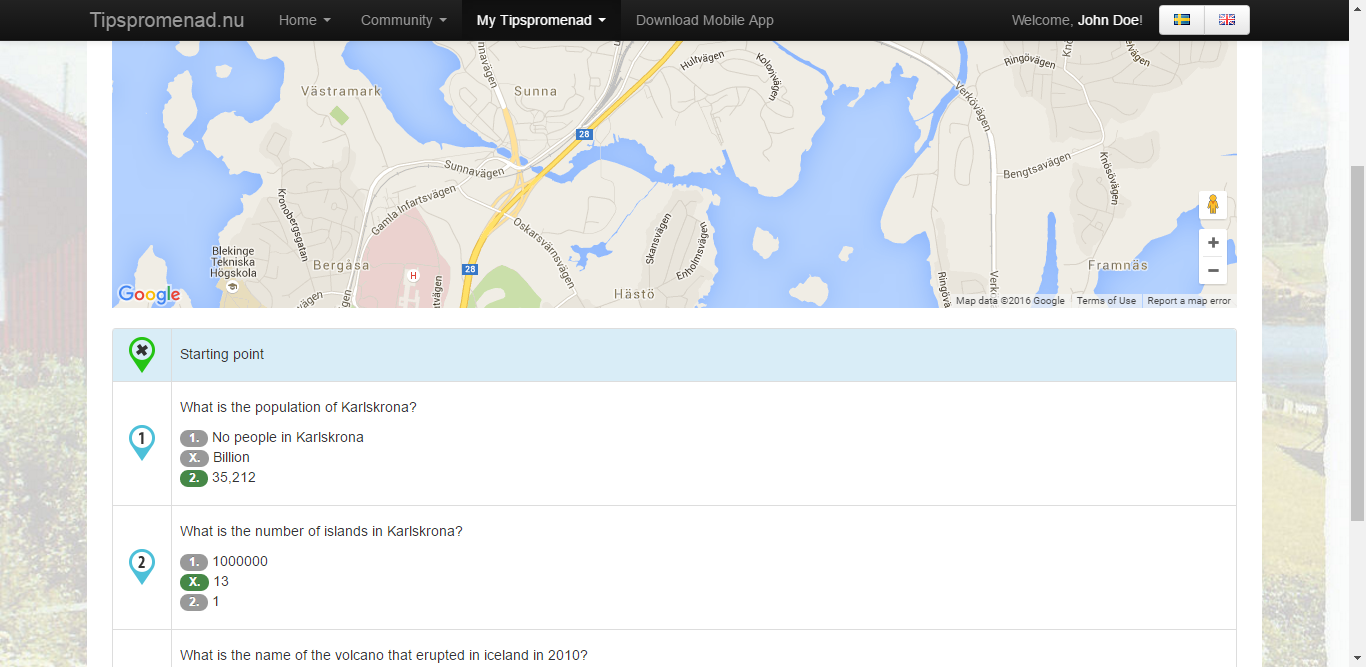 Tipspromenad.nu Home Community My Tipspromenad Download Mobile App Welcome, John Doe!
Hulfvägen
Kolonivägen
Ringövägen
Västramark
Sunna
Verkövägen
28
Sunnavägen
Bengtsavägen
Knösövägen
Kronobergsgatan
Gamla Infartsvägen
Oskarsvärnsvägen
Skansvägen
Enholmsvägen
Blekinge
Tekniska
Högskola
Bergåsa
H
28
Framnäs
Hästö
Google
Map data ©2016 Google Terms of Use Report a map error
Starting point
1
What is the population of Karlskrona?
1. No people in Karlskrona
X. Billion
2. 35,212
2
What is the number of islands in Karlskrona?
1. 1000000
X. 13
2. 1
What is the name of the volcano that erupted in iceland in 2010?